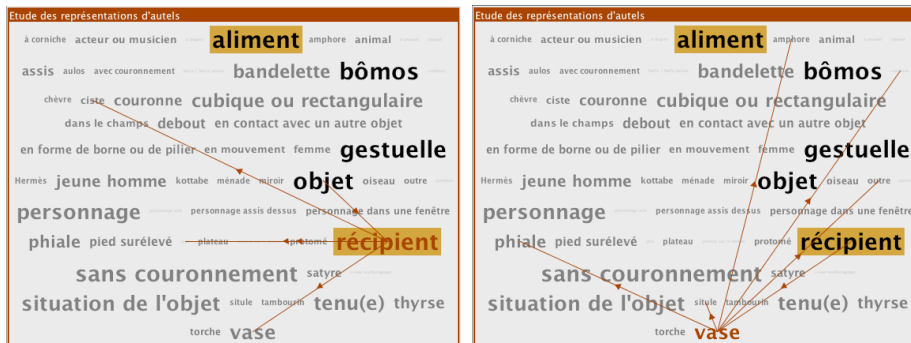 Etude des représentations d'autels
à corniche acteur ou musicien aliment amphore animal
assis aulos avec couronnement bandelette bômos
chèvre ciste couronne cubique ou rectangulaire
dans le champs debout en contact avec un autre objet
en forme de borne ou de pilier en mouvement femme gestuelle
Hermès jeune homme kottabe ménade miroir objet oiseau outre
personnage personnage assis dessus personnage dans une fenêtre
phiale pied surélevé plateau protomé récipient
sans couronnement satyre
situation de l'objet situle tambourin tenu(e) thyrse
torche vase
Etude des représentations d'autels
à corniche acteur ou musicien aliment amphore animal
assis aulos avec couronnement bandelette bômos
chèvre ciste couronne cubique ou rectangulaire
dans le champs debout en contact avec un autre objet
en forme de borne ou de pilier en mouvement femme gestuelle
Hermès jeune homme kottabe ménade miroir objet oiseau outre
personnage personnage assis dessus personnage dans une fenêtre
phiale pied surélevé plateau protomé récipient
sans couronnement satyre
situation de l'objet situle tambourin tenu(e) thyrse
torche vase